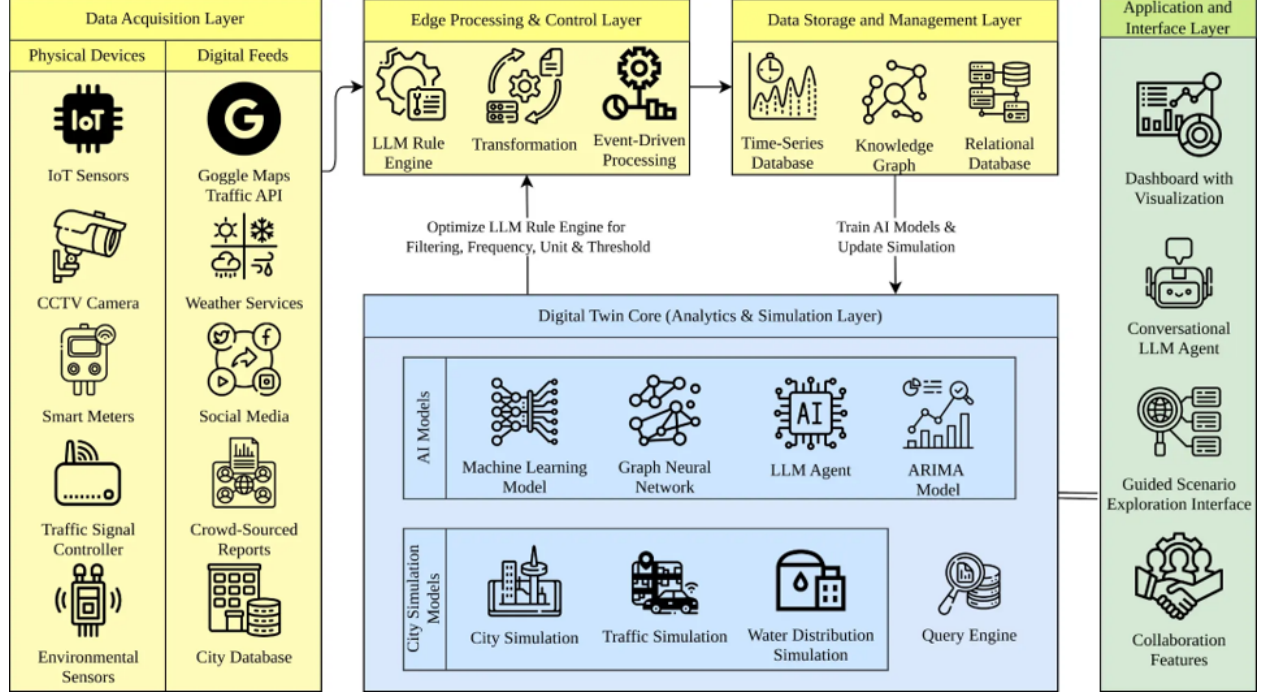 Data Acquisition Layer
Physical Devices
Digital Feeds
IoT
IoT Sensors
CCTV Camera
Smart Meters
Traffic Signal
Controller
Environmental
Sensors
G
Goggle Maps
Traffic API
Weather Services
Social Media
Crowd-Sourced
Reports
City Database
Edge Processing & Control Layer
LLM Rule
Engine
Transformation
Event-Driven
Processing
Data Storage and Management Layer
Time-Series
Database
Knowledge
Graph
Relational
Database
Optimize LLM Rule Engine for
Filtering, Frequency, Unit & Threshold
Train AI Models &
Update Simulation
Digital Twin Core (Analytics & Simulation Layer)
AI Models
Machine Learning
Model
Graph Neural
Network
AI
LLM Agent
ARIMA
Model
City Simulation
Models
City Simulation
Traffic Simulation
Water Distribution
Simulation
Query Engine
Application and
Interface Layer
Dashboard with
Visualization
Conversational
LLM Agent
Guided Scenario
Exploration Interface
Collaboration
Features